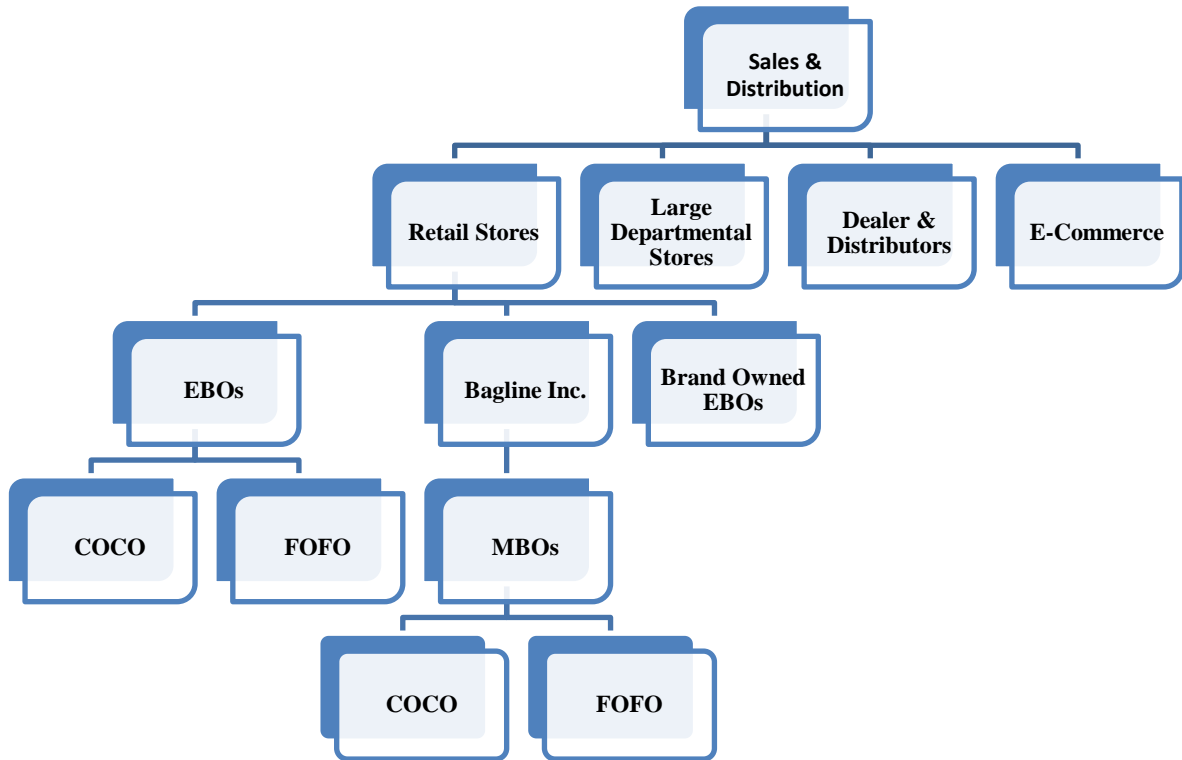 Sales &
Distribution
Retail Stores
Large
Departmental
Stores
Dealer &
Distributors
E-Commerce
EBOs
Bagline Inc.
Brand Owned
EBOs
COCO
FOFO
MBOs
COCO
FOFO